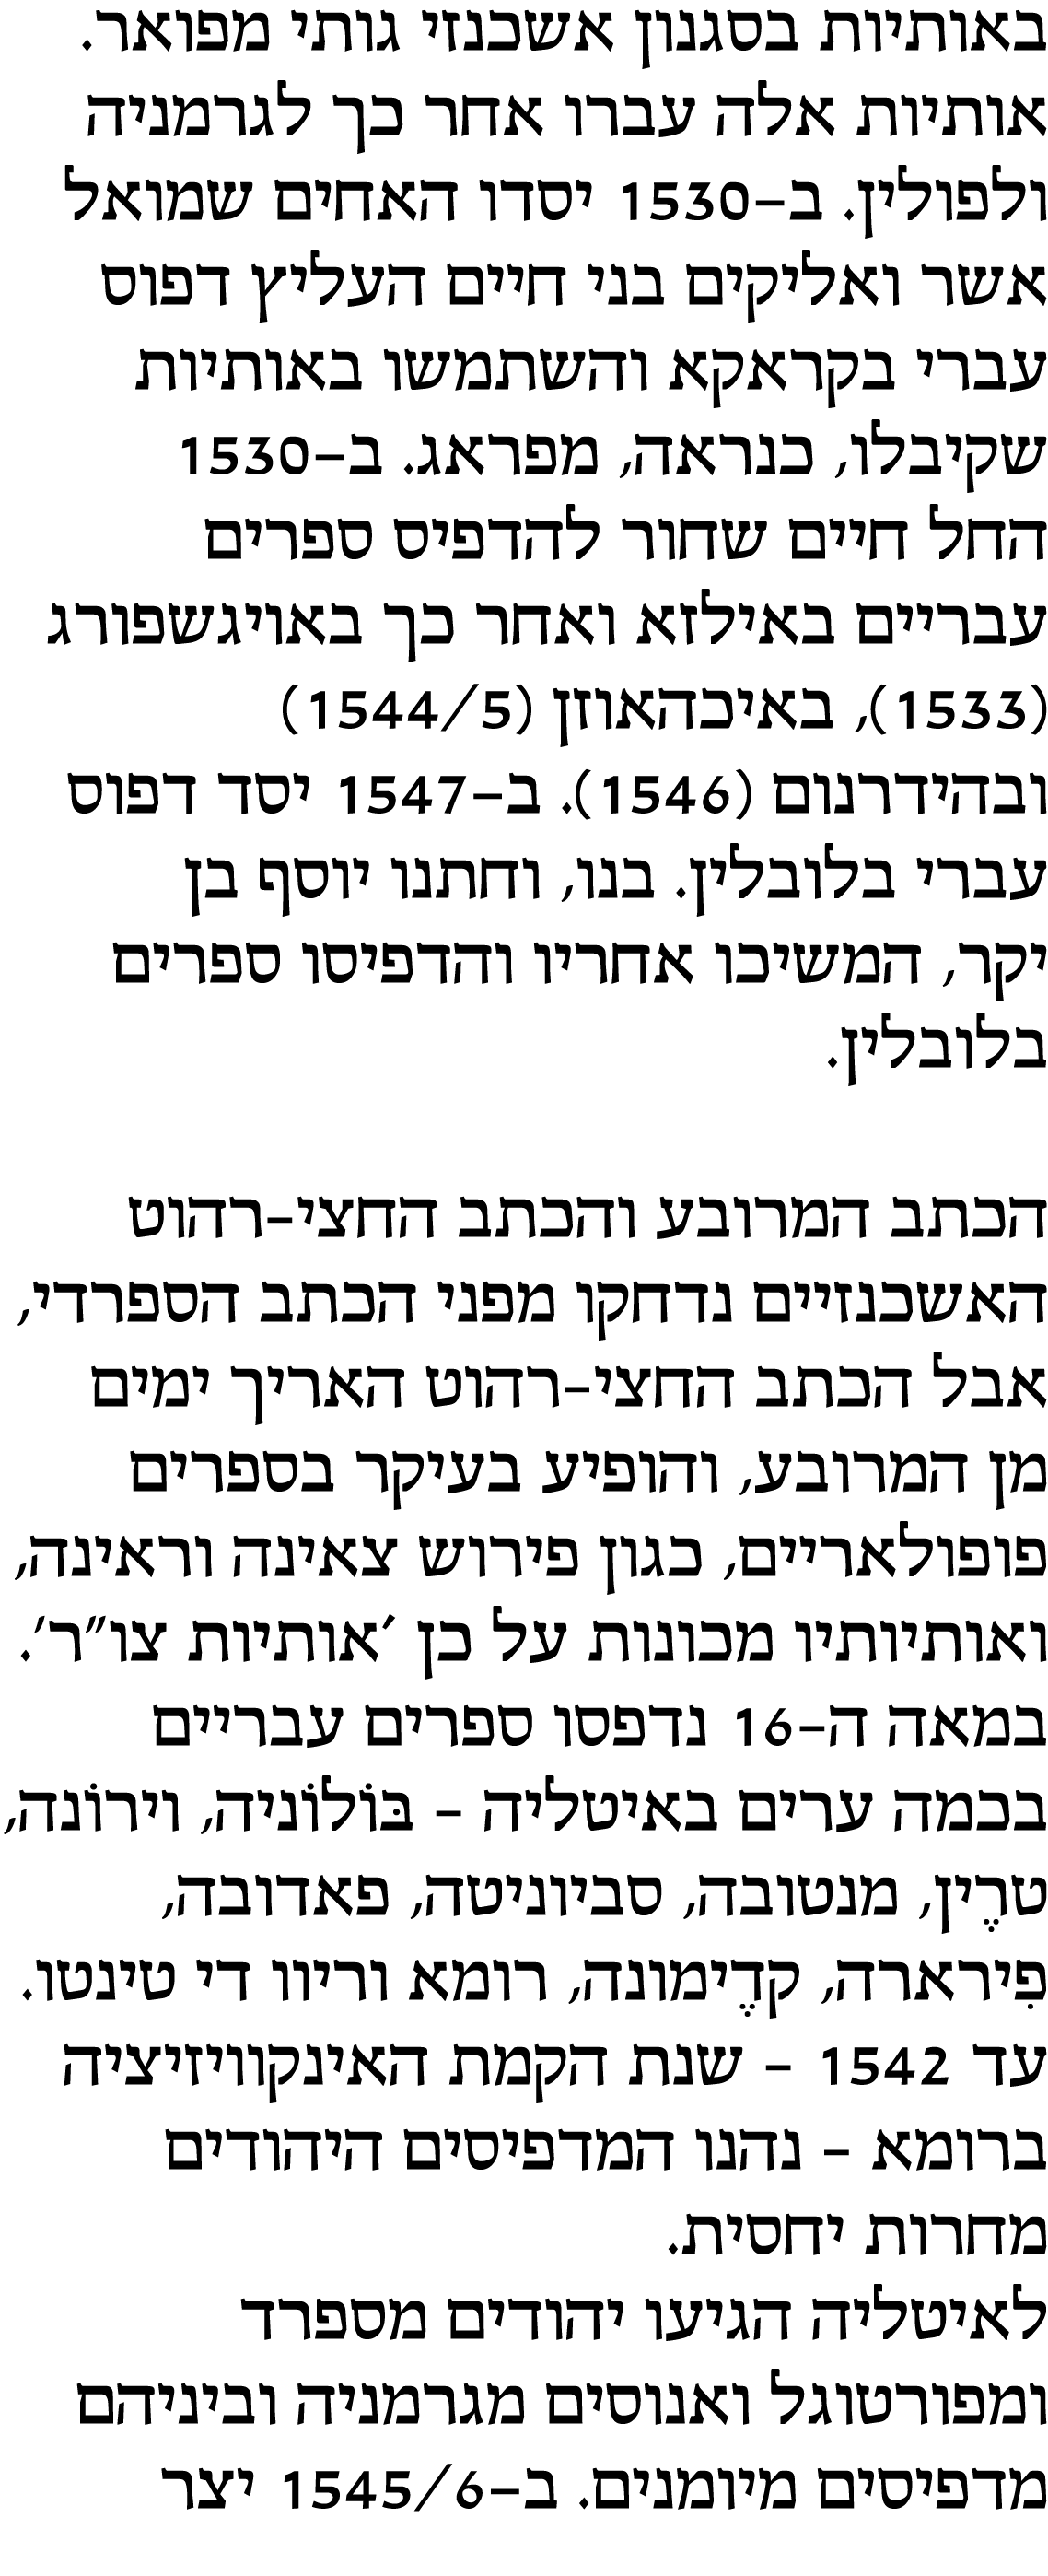 באותיות בסגנון אשכנזי גותי מפואר.
אותיות אלה עברו אחר כך לגרמניה
ולפולין. ב-1530 יסדו האחים שמואל
אשר ואליקים בני חיים העליץ דפוס
עברי בקראקא והשתמשו באותיות
שקיבלו, כנראה, מפראג. ב-1530
החל חיים שחור להדפיס ספרים
עבריים באילזא ואחר כך באויגשפורג
(1533), באיכהאוזן (1544/5)
ובהידרנום (1546). ב-1547 יסד דפוס
עברי בלובלין. בנו, וחתנו יוסף בן
יקר, המשיכו אחריו והדפיסו ספרים
בלובלין.

הכתב המרובע והכתב החצי-רהוט
האשכנזיים נדחקו מפני הכתב הספרדי,
אבל הכתב החצי-רהוט האריך ימים
מן המרובע, והופיע בעיקר בספרים
פופולאריים, כגון פירוש צאינה וראינה,
ואותיותיו מכונות על כן ׳אותיות צו״ר׳.
במאה ה-16 נדפסו ספרים עבריים
בכמה ערים באיטליה – בּוֹלוֹניה, וירוֹנה,
טרֶין, מנטובה, סביוניטה, פאדובה,
פִירארה, קדֶימונה, רומא וריוו די טינטו.
עד 1542 – שנת הקמת האינקוויזיציה
ברומא – נהנו המדפיסים היהודים
מחרות יחסית.
לאיטליה הגיעו יהודים מספרד
ומפורטוגל ואנוסים מגרמניה וביניהם
מדפיסים מיומנים. ב-1545/6 יצר